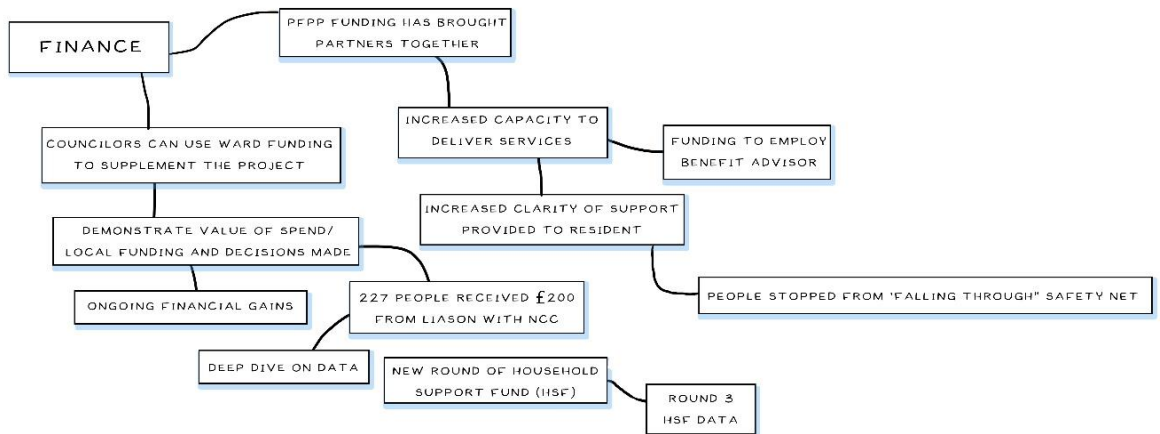 FINANCE
PFPP FUNDING HAS BROUGHT
PARTNERS TOGETHER
INCREASED CAPACITY TO
DELIVER SERVICES
FUNDING TO EMPLOY
BENEFIT ADVISOR
COUNCILORS CAN USE WARD FUNDING
TO SUPPLEMENT THE PROJECT
INCREASED CLARITY OF SUPPORT
PROVIDED TO RESIDENT
DEMONSTRATE VALUE OF SPEND/
LOCAL FUNDING AND DECISIONS MADE
ONGOING FINANCIAL GAINS
227 PEOPLE RECEIVED £200
FROM LIASON WITH NCC
PEOPLE STOPPED FROM 'FALLING THROUGH" SAFETY NET
DEEP DIVE ON DATA
NEW ROUND OF HOUSEHOLD
SUPPORT FUND (HSF)
ROUND 3
HSF DATA